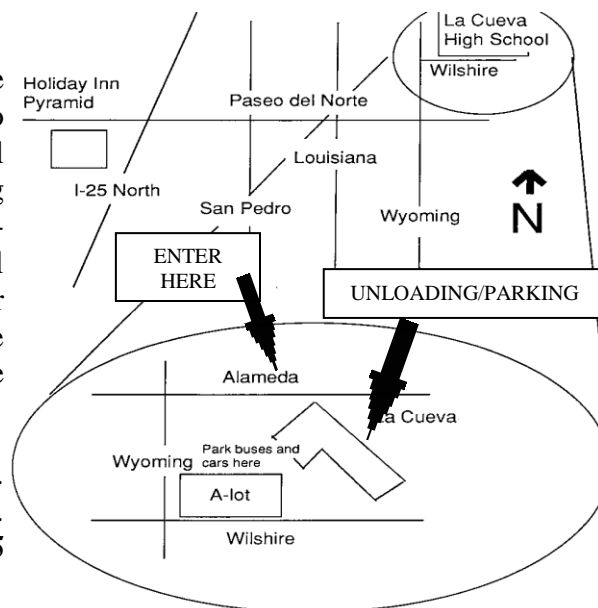 La Cueva
High School
Wilshire
Holiday Inn
Pyramid
Paseo del Norte
Louisiana
I-25 North
San Pedro
Wyoming
N
ENTER
HERE
UNLOADING/PARKING
Alameda
La Cueva
Park buses and
cars here
Wyoming
A-lot
Wilshire